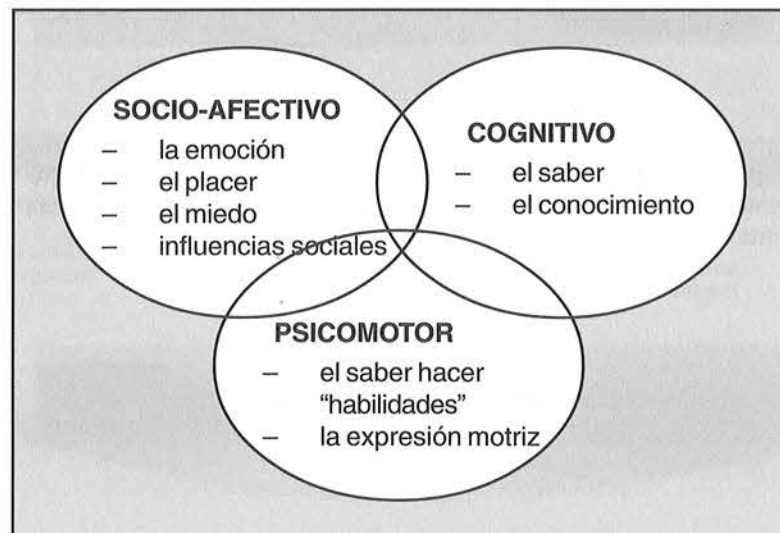 SOCIO-AFECTIVO
– la emoción
– el placer
– el miedo
– influencias sociales
COGNITIVO
– el saber
– el conocimiento
PSICOMOTOR
– el saber hacer
“habilidades”
– la expresión motriz